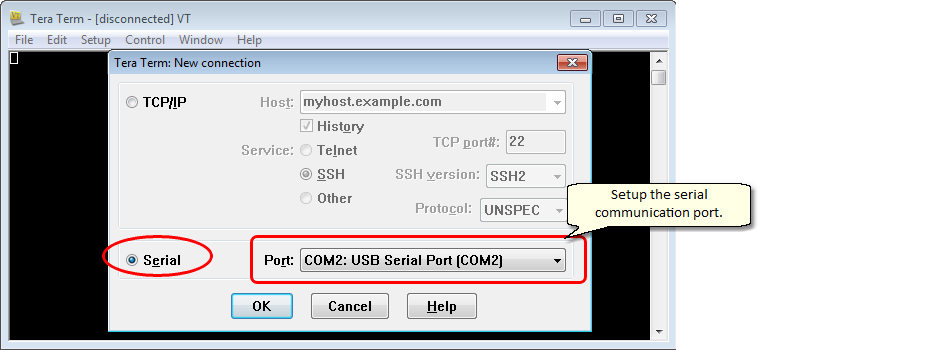 Tera Term - [disconnected] VT
File Edit Setup Control Window Help
Tera Term: New connection
TCP/IP
Host: myhost.example.com
History
Service: Telnet
TCP port#: 22
SSH
SSH version: SSH2
Other
Protocol: UNSPEC
Setup the serial
communication port.
Serial
Port: COM2: USB Serial Port (COM2)
OK Cancel Help